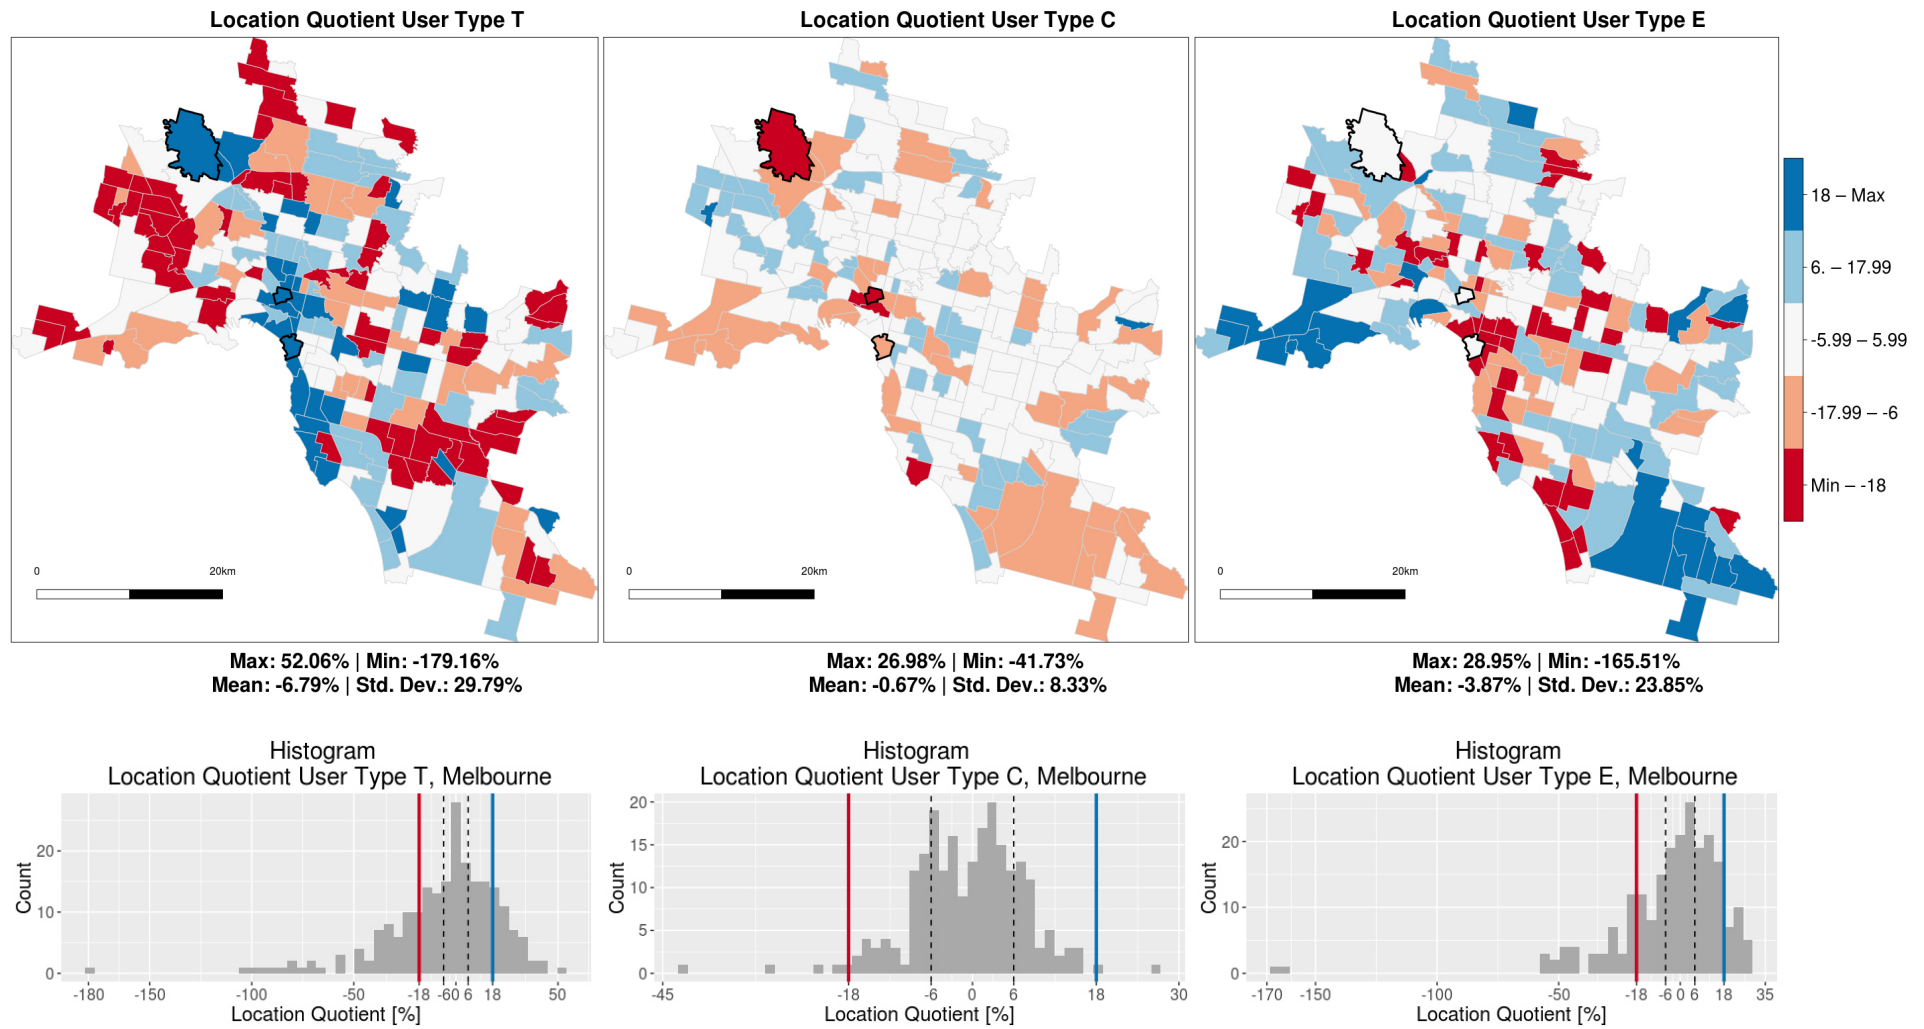 Location Quotient User Type T
Location Quotient User Type C
Location Quotient User Type E
18 – Max
6. – 17.99
-5.99 – 5.99
-17.99 – -6
Min – -18
0 20km
0 20km
0 20km
Max: 52.06% | Min: -179.16%
Mean: -6.79% | Std. Dev.: 29.79%
Max: 26.98% | Min: -41.73%
Mean: -0.67% | Std. Dev.: 8.33%
Max: 28.95% | Min: -165.51%
Mean: -3.87% | Std. Dev.: 23.85%
Histogram
Location Quotient User Type T, Melbourne
Count
20
10
0
-180 -150 -100 -50 -18 -6 0 6 18 50
Location Quotient [%]
Histogram
Location Quotient User Type C, Melbourne
Count
20
15
10
5
0
-45 -18 -6 0 6 18 30
Location Quotient [%]
Histogram
Location Quotient User Type E, Melbourne
Count
20
10
0
-170 -150 -100 -50 -18 -6 0 6 18 35
Location Quotient [%]